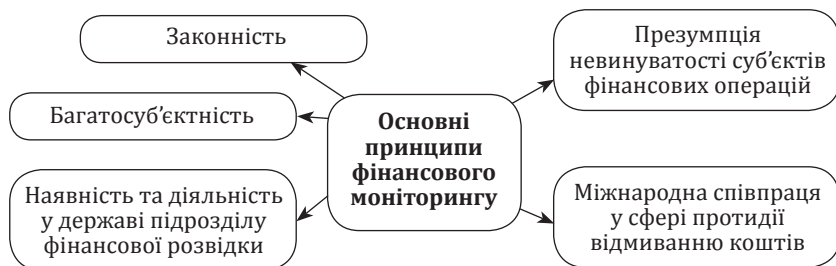 Законність
Багатосуб’єктність
Наявність та діяльність
у державі підрозділу
фінансової розвідки
Основні
принципи
фінансового
моніторингу
Презумпція
невинуватості суб’єктів
фінансових операцій
Міжнародна співпраця
у сфері протидії
відмиванню коштів